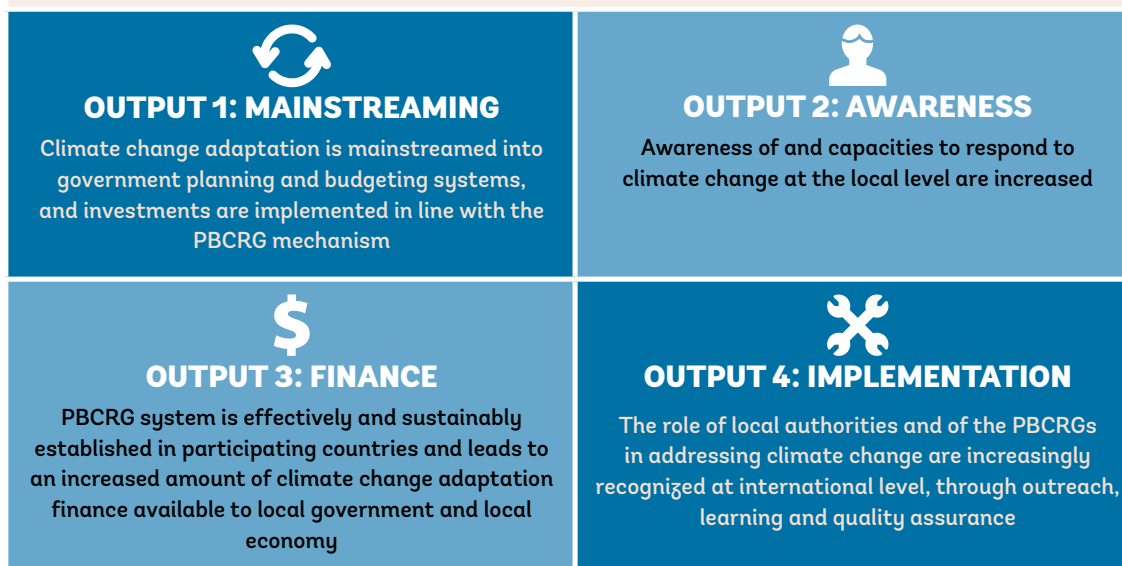 OUTPUT 1: MAINSTREAMING
Climate change adaptation is mainstreamed into
government planning and budgeting systems,
and investments are implemented in line with the
PBCRG mechanism
OUTPUT 2: AWARENESS
Awareness of and capacities to respond to
climate change at the local level are increased
$
OUTPUT 3: FINANCE
PBCRG system is effectively and sustainably
established in participating countries and leads to
an increased amount of climate change adaptation
finance available to local government and local
economy
OUTPUT 4: IMPLEMENTATION
The role of local authorities and of the PBCRGs
in addressing climate change are increasingly
recognized at international level, through outreach,
learning and quality assurance